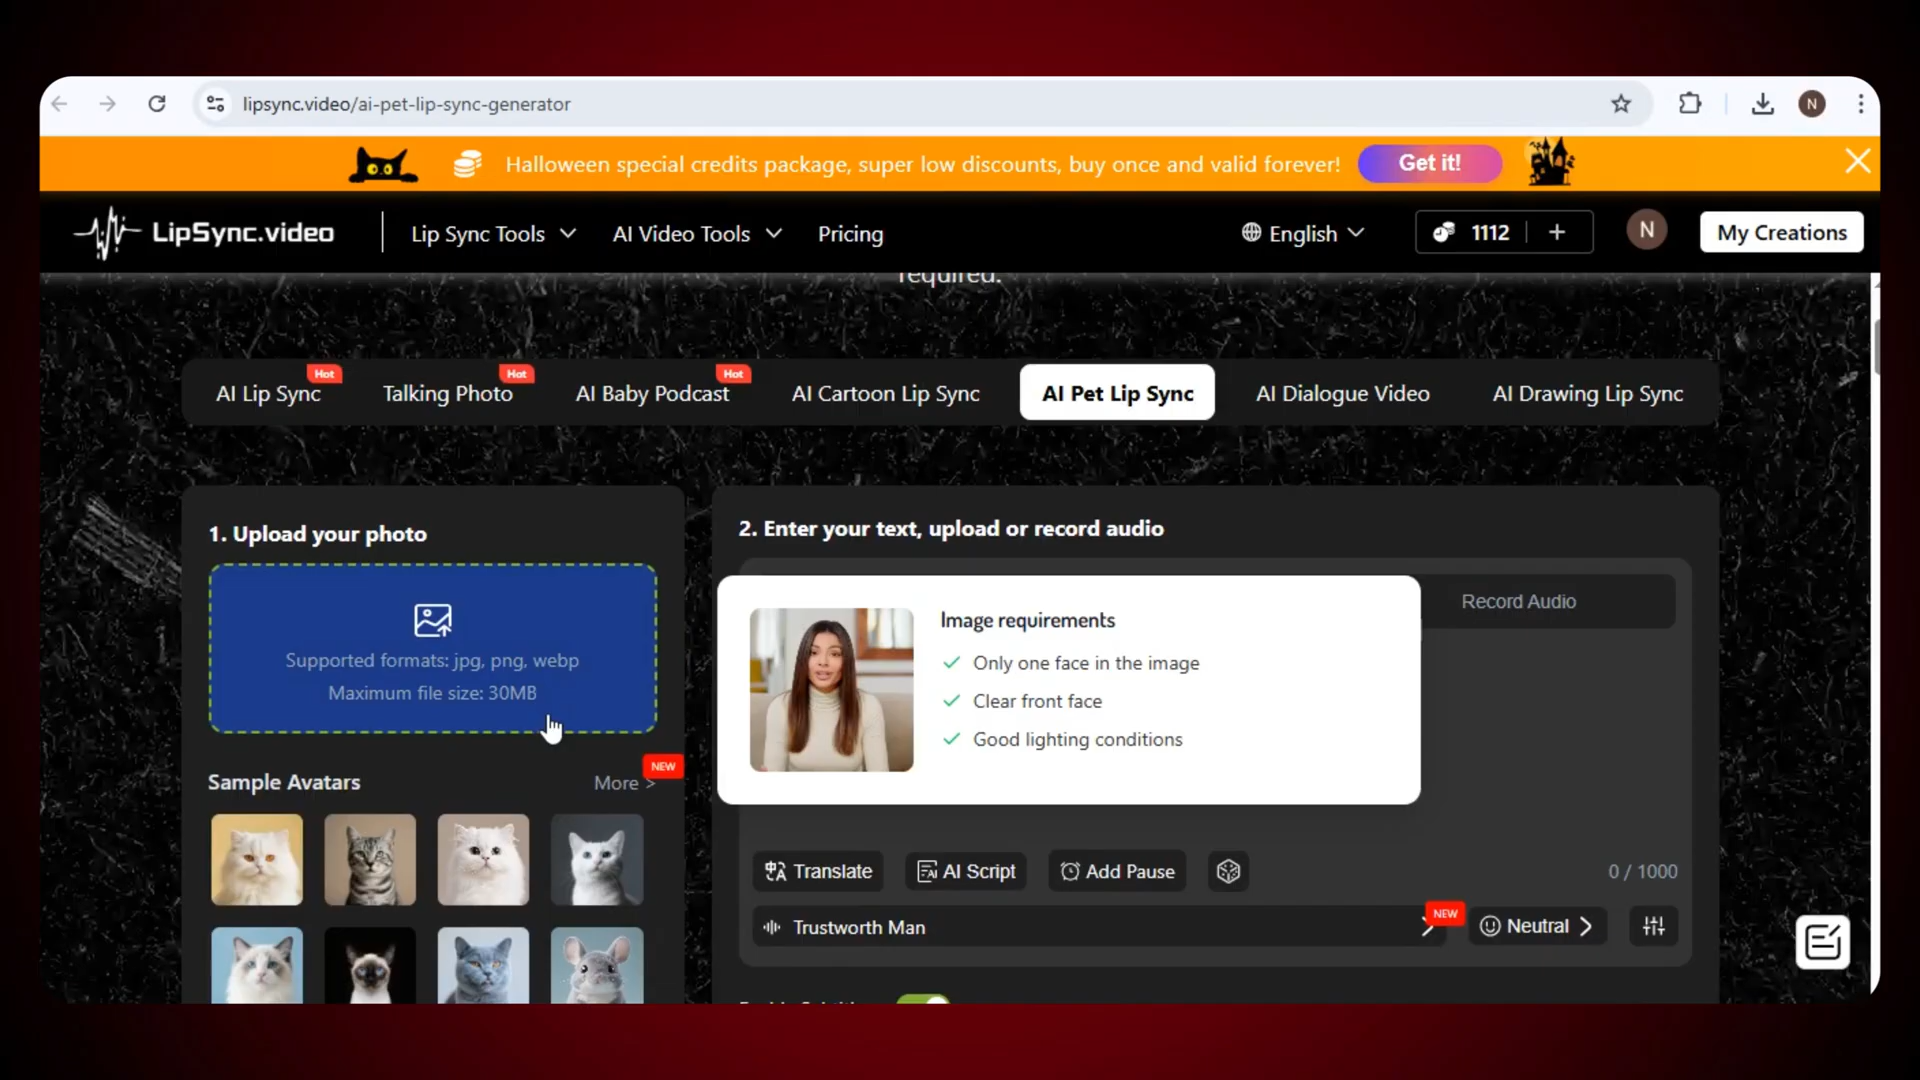 lipsync.video/ai-pet-lip-sync-generator
N
Halloween special credits package, super low discounts, buy once and valid forever!
Get it!
LipSync.video
Lip Sync Tools
AI Video Tools
Pricing
English
1112
+
N
My Creations
required.
Hot
Hot
Hot
AI Lip Sync
Talking Photo
AI Baby Podcast
AI Cartoon Lip Sync
AI Pet Lip Sync
AI Dialogue Video
AI Drawing Lip Sync
1. Upload your photo
Supported formats: jpg, png, webp
Maximum file size: 30MB
Sample Avatars
More >
NEW
2. Enter your text, upload or record audio
Record Audio
Image requirements
Only one face in the image
Clear front face
Good lighting conditions
Translate
AI Script
Add Pause
0 / 1000
Trustworth Man
NEW
Neutral